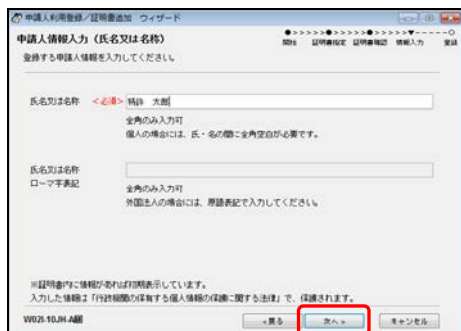 申請人利用登録／証明書追加 ウィザード
申請人情報入力（氏名又は名称）
●>>>>>●>>>>>●>>>>>▼-----○
開始 証明書指定 証明書確認 情報入力 登録
登録する申請人情報を入力してください。
氏名又は名称 <必須> 特許　太郎
全角のみ入力可
個人の場合には、氏・名の間に全角空白が必要です。
氏名又は名称
ローマ字表記
全角のみ入力可
外国法人の場合には、原語表記で入力してください。
※証明書内に情報があれば初期表示しています。
入力した情報は「行政機関の保有する個人情報の保護に関する法律」で、保護されます。
W021-10JH-A
<戻る 次へ> キャンセル